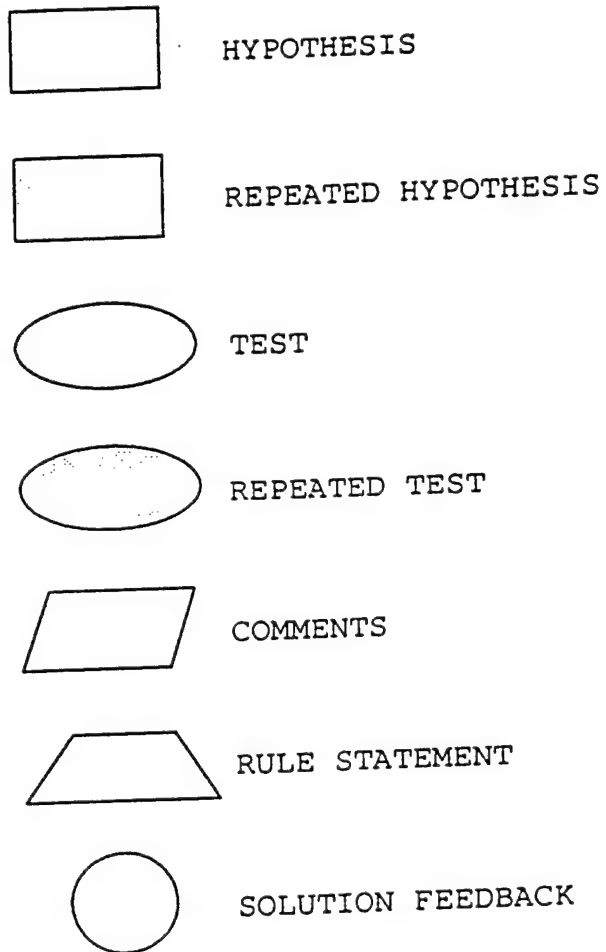 HYPOTHESIS
REPEATED HYPOTHESIS
TEST
REPEATED TEST
COMMENTS
RULE STATEMENT
SOLUTION FEEDBACK